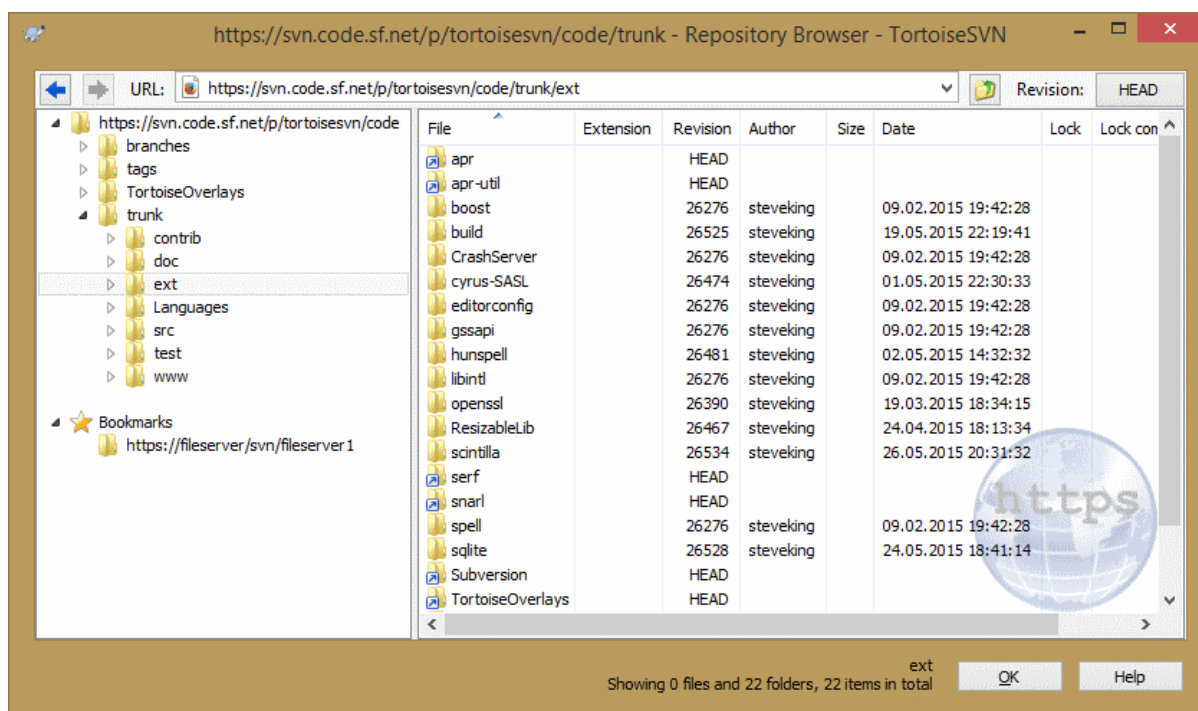 https://svn.code.sf.net/p/tortoisesvn/code/trunk - Repository Browser - TortoiseSVN
URL: https://svn.code.sf.net/p/tortoisesvn/code/trunk/ext Revision: HEAD
https://svn.code.sf.net/p/tortoisesvn/code
branches
tags
TortoiseOverlays
trunk
contrib
doc
ext
Languages
src
test
www
Bookmarks
https://fileserver/svn/fileserver1
File Extension Revision Author Size Date Lock Lock com
apr HEAD
apr-util HEAD
boost 26276 steveking 09.02.2015 19:42:28
build 26525 steveking 19.05.2015 22:19:41
CrashServer 26276 steveking 09.02.2015 19:42:28
cyrus-SASL 26474 steveking 01.05.2015 22:30:33
editorconfig 26276 steveking 09.02.2015 19:42:28
gssapi 26276 steveking 09.02.2015 19:42:28
hunspell 26481 steveking 02.05.2015 14:32:32
libintl 26276 steveking 09.02.2015 19:42:28
openssl 26390 steveking 19.03.2015 18:34:15
ResizableLib 26467 steveking 24.04.2015 18:13:34
scintilla 26534 steveking 26.05.2015 20:31:32
serf HEAD
snarl HEAD
spell 26276 steveking 09.02.2015 19:42:28
sqlite 26528 steveking 24.05.2015 18:41:14
Subversion HEAD
TortoiseOverlays HEAD
https
ext
Showing 0 files and 22 folders, 22 items in total
OK Help